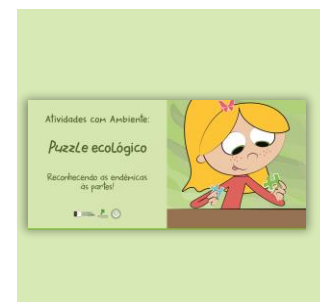 Atividades com Ambiente:
Puzzle ecológico
Reconhecendo as endémicas
às partes!